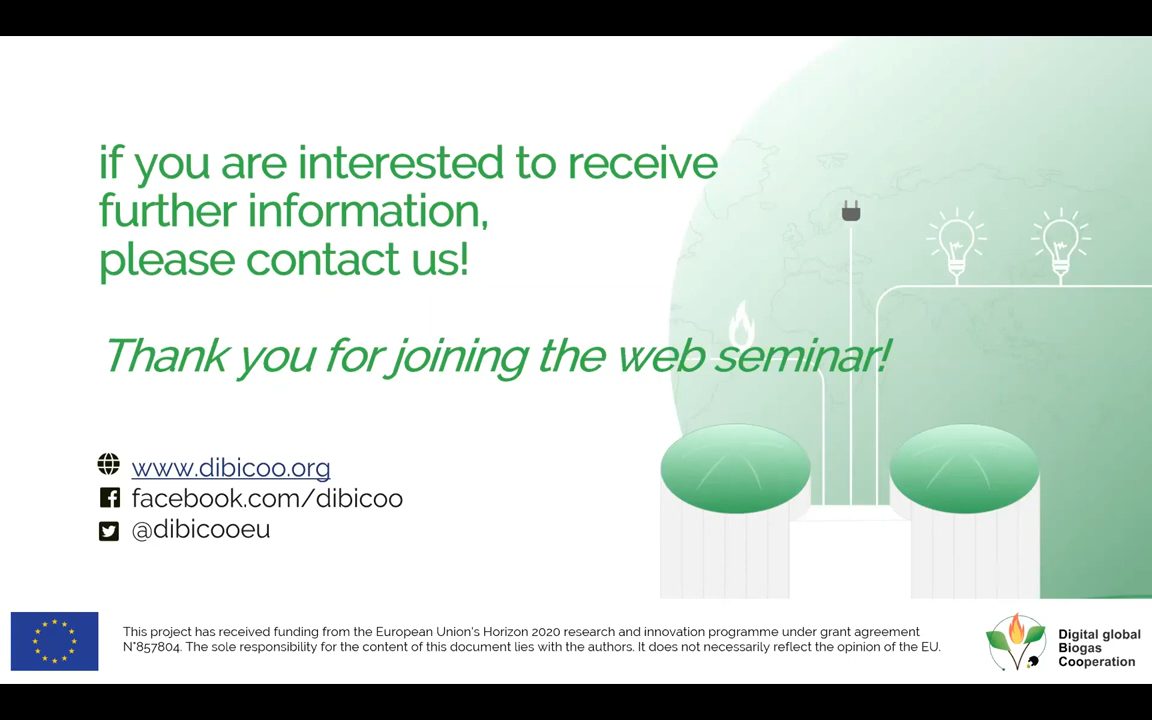 if you are interested to receive
further information,
please contact us!
Thank you for joining the web seminar!
www.dibicoo.org
facebook.com/dibicoo
@dibicooeu
This project has received funding from the European Union's Horizon 2020 research and innovation programme under grant agreement
N°857804. The sole responsibility for the content of this document lies with the authors. It does not necessarily reflect the opinion of the EU.
Digital global
Biogas
Cooperation